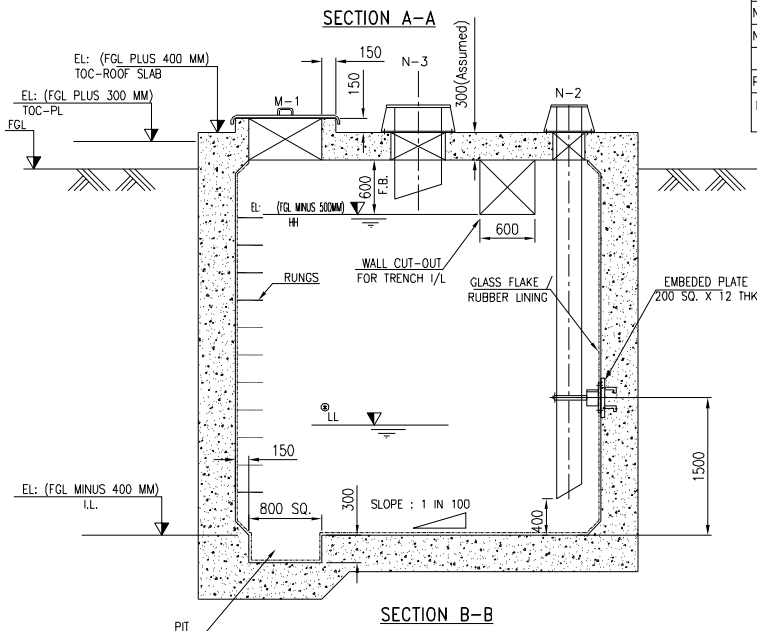 SECTION A-A
EL: (FGL PLUS 400 MM)
TOC-ROOF SLAB
150
M-1
150
N-3
300(Assumed)
N-2
EL: (FGL PLUS 300 MM)
TOC-PL
FGL
600
F.B.
EL: (FGL MINUS 500MM)
HH
600
WALL CUT-OUT
FOR TRENCH I/L
RUNGS
GLASS FLAKE /
RUBBER LINING
EMBEDED PLATE
200 SQ. X 12 THK
LL
150
1500
EL: (FGL MINUS 400 MM)
I.L.
800 SQ.
300
SLOPE : 1 IN 100
400
PIT
SECTION B-B